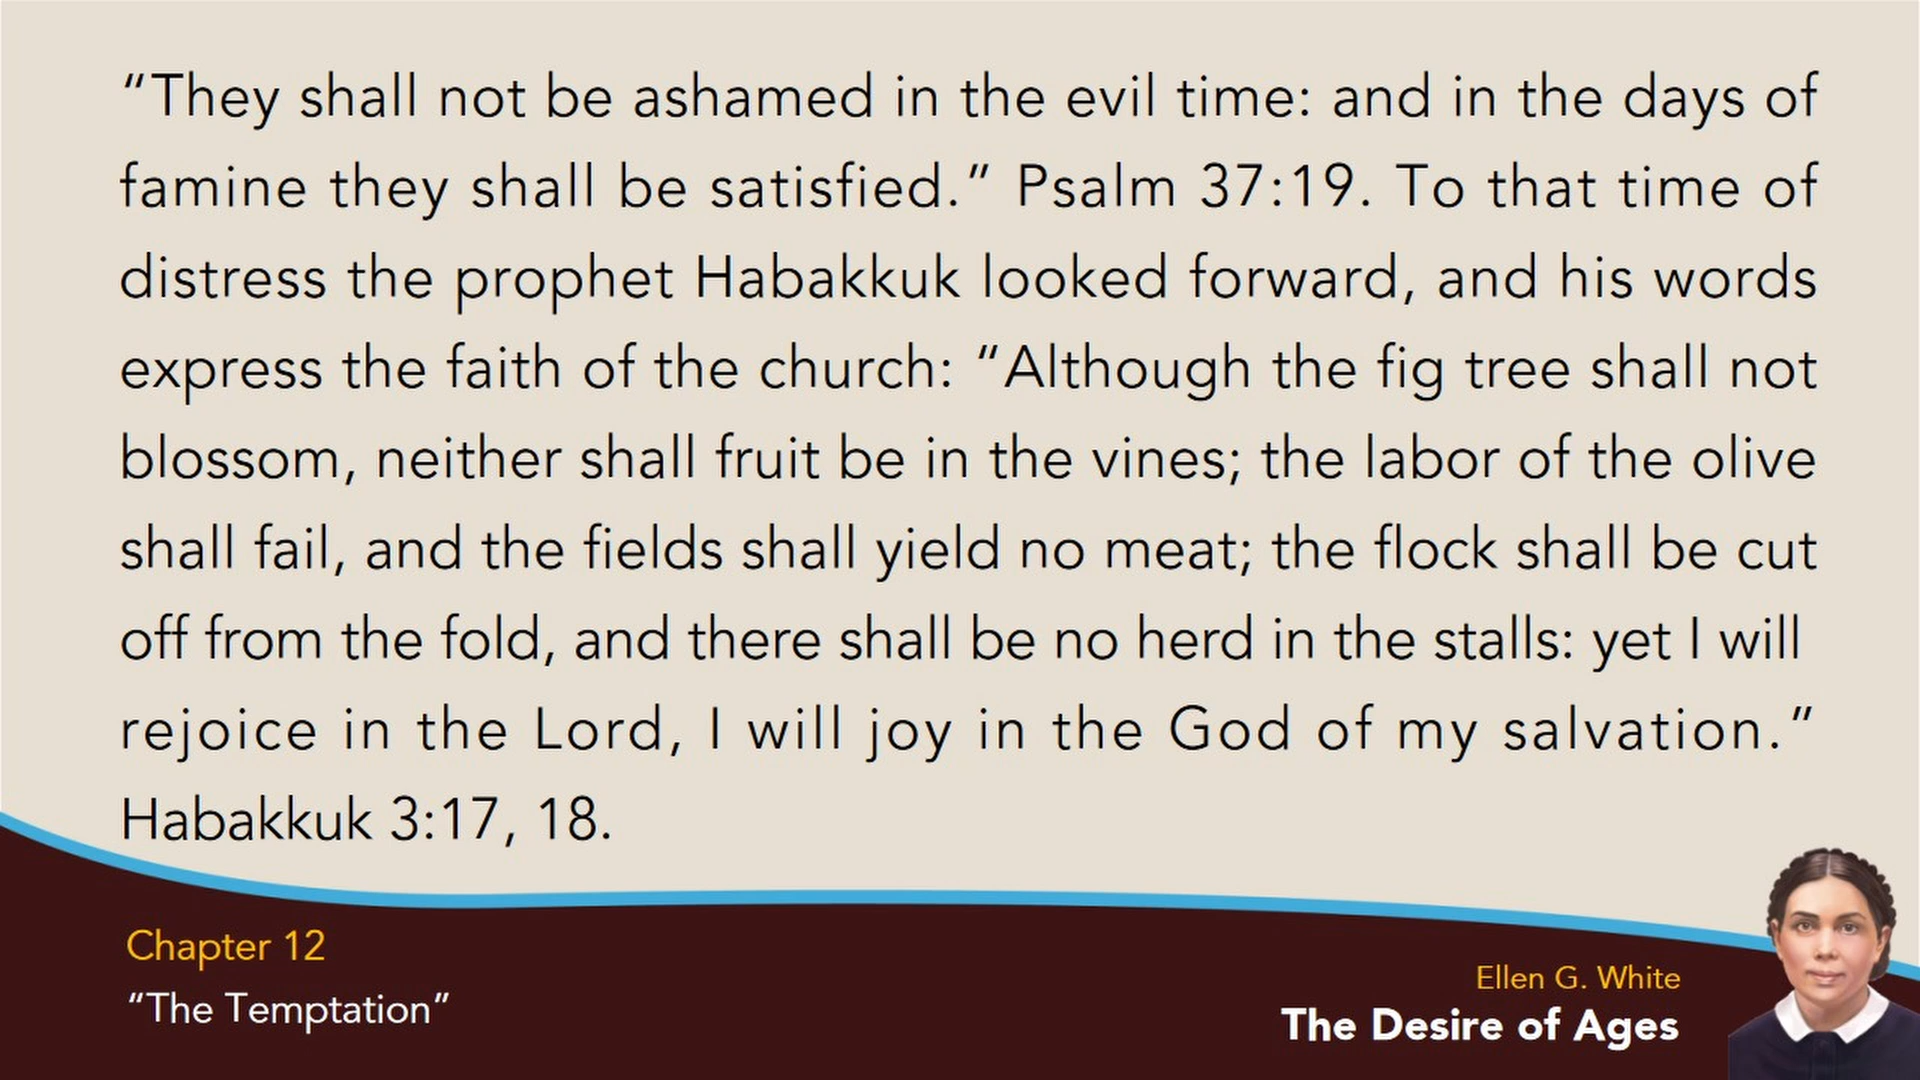 “They shall not be ashamed in the evil time: and in the days of
famine they shall be satisfied.” Psalm 37:19. To that time of
distress the prophet Habakkuk looked forward, and his words
express the faith of the church: “Although the fig tree shall not
blossom, neither shall fruit be in the vines; the labor of the olive
shall fail, and the fields shall yield no meat; the flock shall be cut
off from the fold, and there shall be no herd in the stalls: yet I will
rejoice in the Lord, I will joy in the God of my salvation.”
Habakkuk 3:17, 18.
Chapter 12
“The Temptation”
Ellen G. White
The Desire of Ages